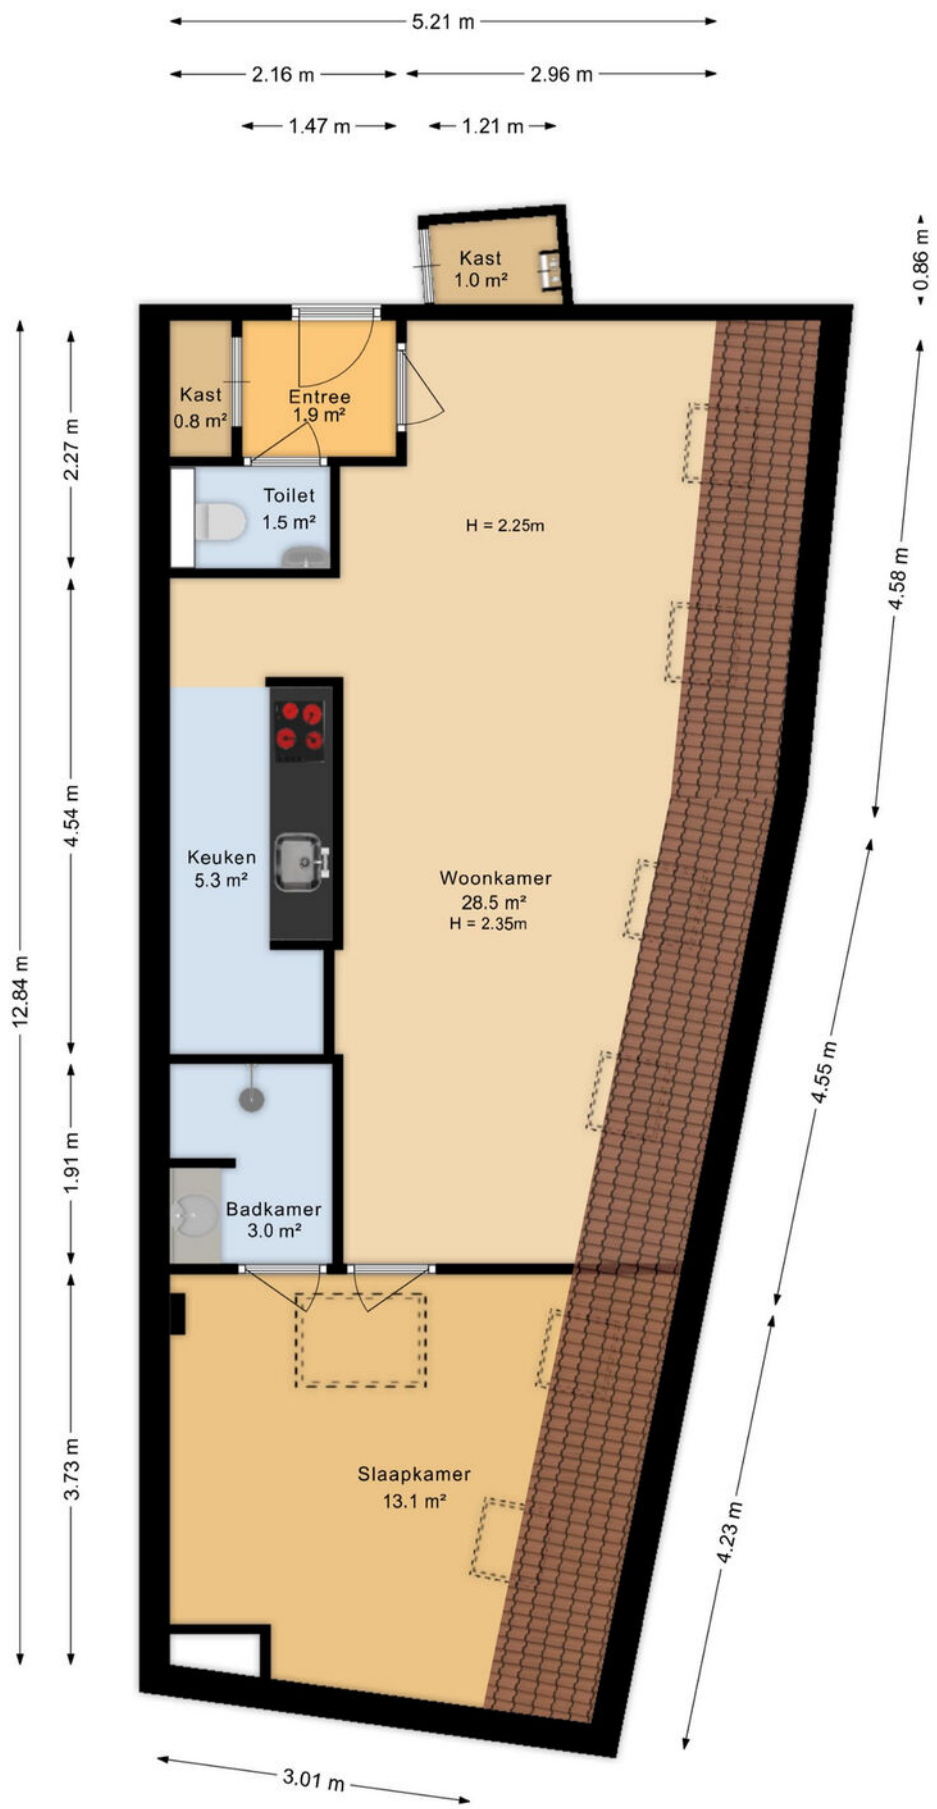 5.21 m
2.16 m
2.96 m
1.47 m
1.21 m
Kast
1.0 m²
0.86 m
Kast
0.8 m²
Entree
1.9 m²
2.27 m
Toilet
1.5 m²
H = 2.25m
4.58 m
4.54 m
Keuken
5.3 m²
Woonkamer
28.5 m²
H = 2.35m
12.84 m
4.55 m
1.91 m
Badkamer
3.0 m²
3.73 m
Slaapkamer
13.1 m²
4.23 m
3.01 m